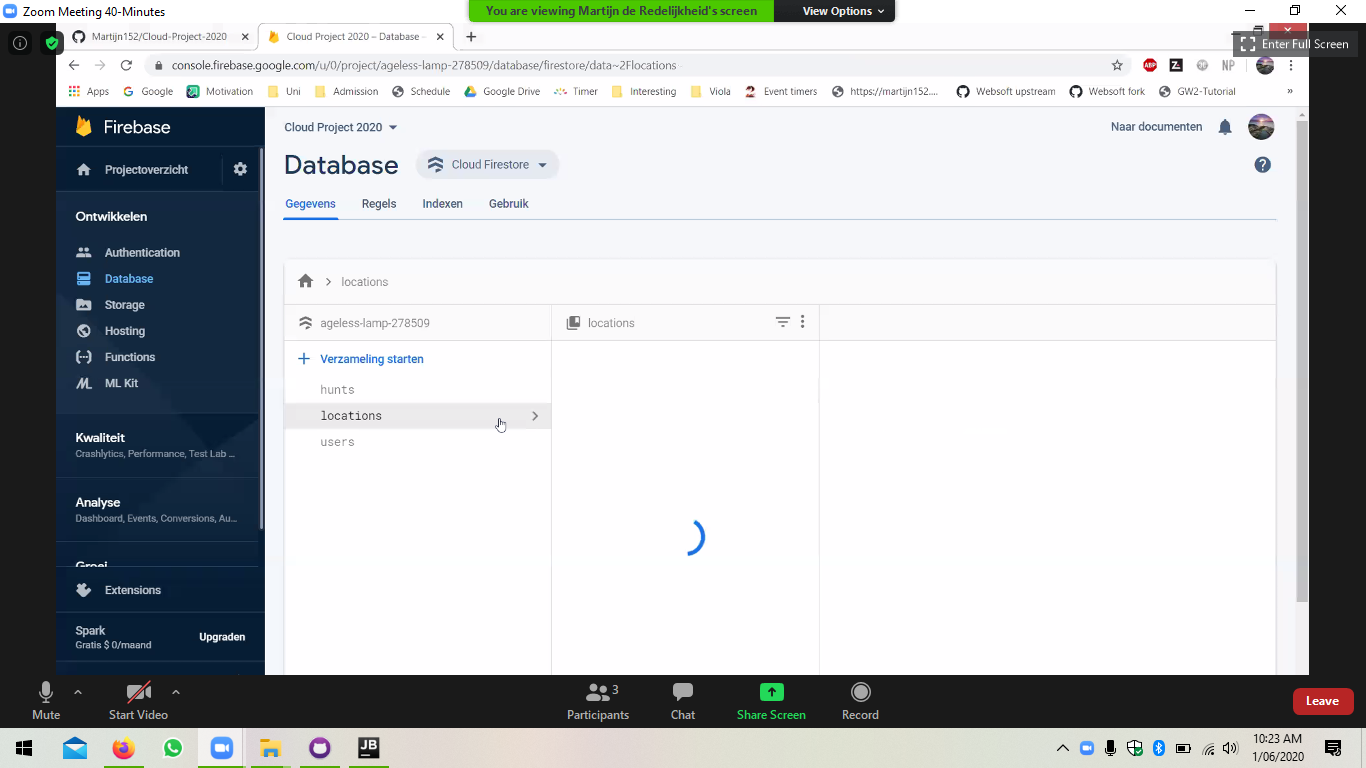 Zoom Meeting 40-Minutes
You are viewing Martijn de Redelijkheid's screen
View Options
Martijn152/Cloud-Project-2020
Cloud Project 2020 – Database -
Enter Full Screen
console.firebase.google.com/u/0/project/ageless-lamp-278509/database/firestore/data~2Flocations
ABP
Z
NP
Apps
Google
Motivation
Uni
Admission
Schedule
Google Drive
Timer
Interesting
Viola
Event timers
https://martijn152....
Websoft upstream
Websoft fork
GW2-Tutorial
»
Firebase
Cloud Project 2020
Naar documenten
Projectoverzicht
Database
Cloud Firestore
Gegevens
Regels
Indexen
Gebruik
Ontwikkelen
Authentication
Database
Storage
Hosting
Functions
ML Kit
locations
ageless-lamp-278509
locations
Verzameling starten
hunts
locations
users
Kwaliteit
Crashlytics, Performance, Test Lab ...
Analyse
Dashboard, Events, Conversions, Au...
Groei
Extensions
Spark
Gratis $ 0/maand
Upgraden
Mute
Start Video
3
Participants
Chat
Share Screen
Record
Leave
JB
10:23 AM
1/06/2020